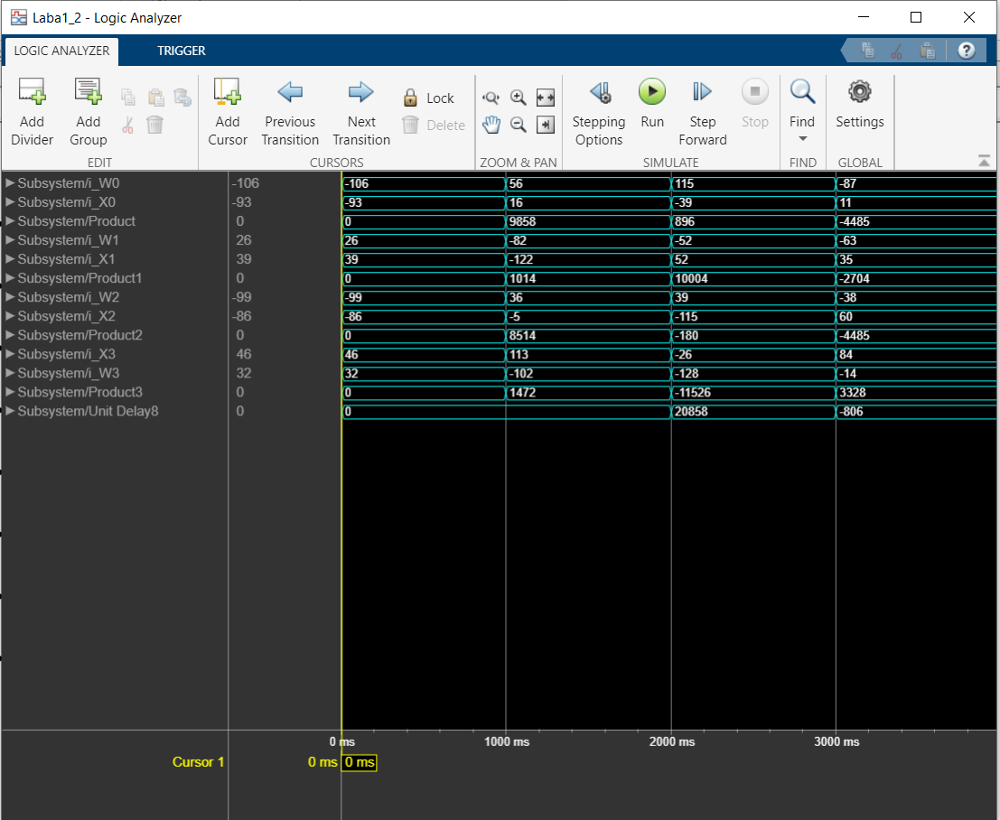 Laba1_2 - Logic Analyzer
LOGIC ANALYZER TRIGGER
Add Divider
Add Group
Add Cursor
Previous Transition
Next Transition
Lock
Delete
Stepping Options
Run
Step Forward
Stop
Find
Settings
EDIT CURSORS ZOOM & PAN SIMULATE FIND GLOBAL
Subsystem/i_W0 -106 -106 56 115 -87
Subsystem/i_X0 -93 -93 16 -39 11
Subsystem/Product 0 0 9858 896 -4485
Subsystem/i_W1 26 26 -82 -52 -63
Subsystem/i_X1 39 39 -122 52 35
Subsystem/Product1 0 0 1014 10004 -2704
Subsystem/i_W2 -99 -99 36 39 -38
Subsystem/i_X2 -86 -86 -5 -115 60
Subsystem/Product2 0 0 8514 -180 -4485
Subsystem/i_X3 46 46 113 -26 84
Subsystem/i_W3 32 32 -102 -128 -14
Subsystem/Product3 0 0 1472 -11526 3328
Subsystem/Unit Delay8 0 0 20858 -806
0 ms 1000 ms 2000 ms 3000 ms
Cursor 1 0 ms 0 ms